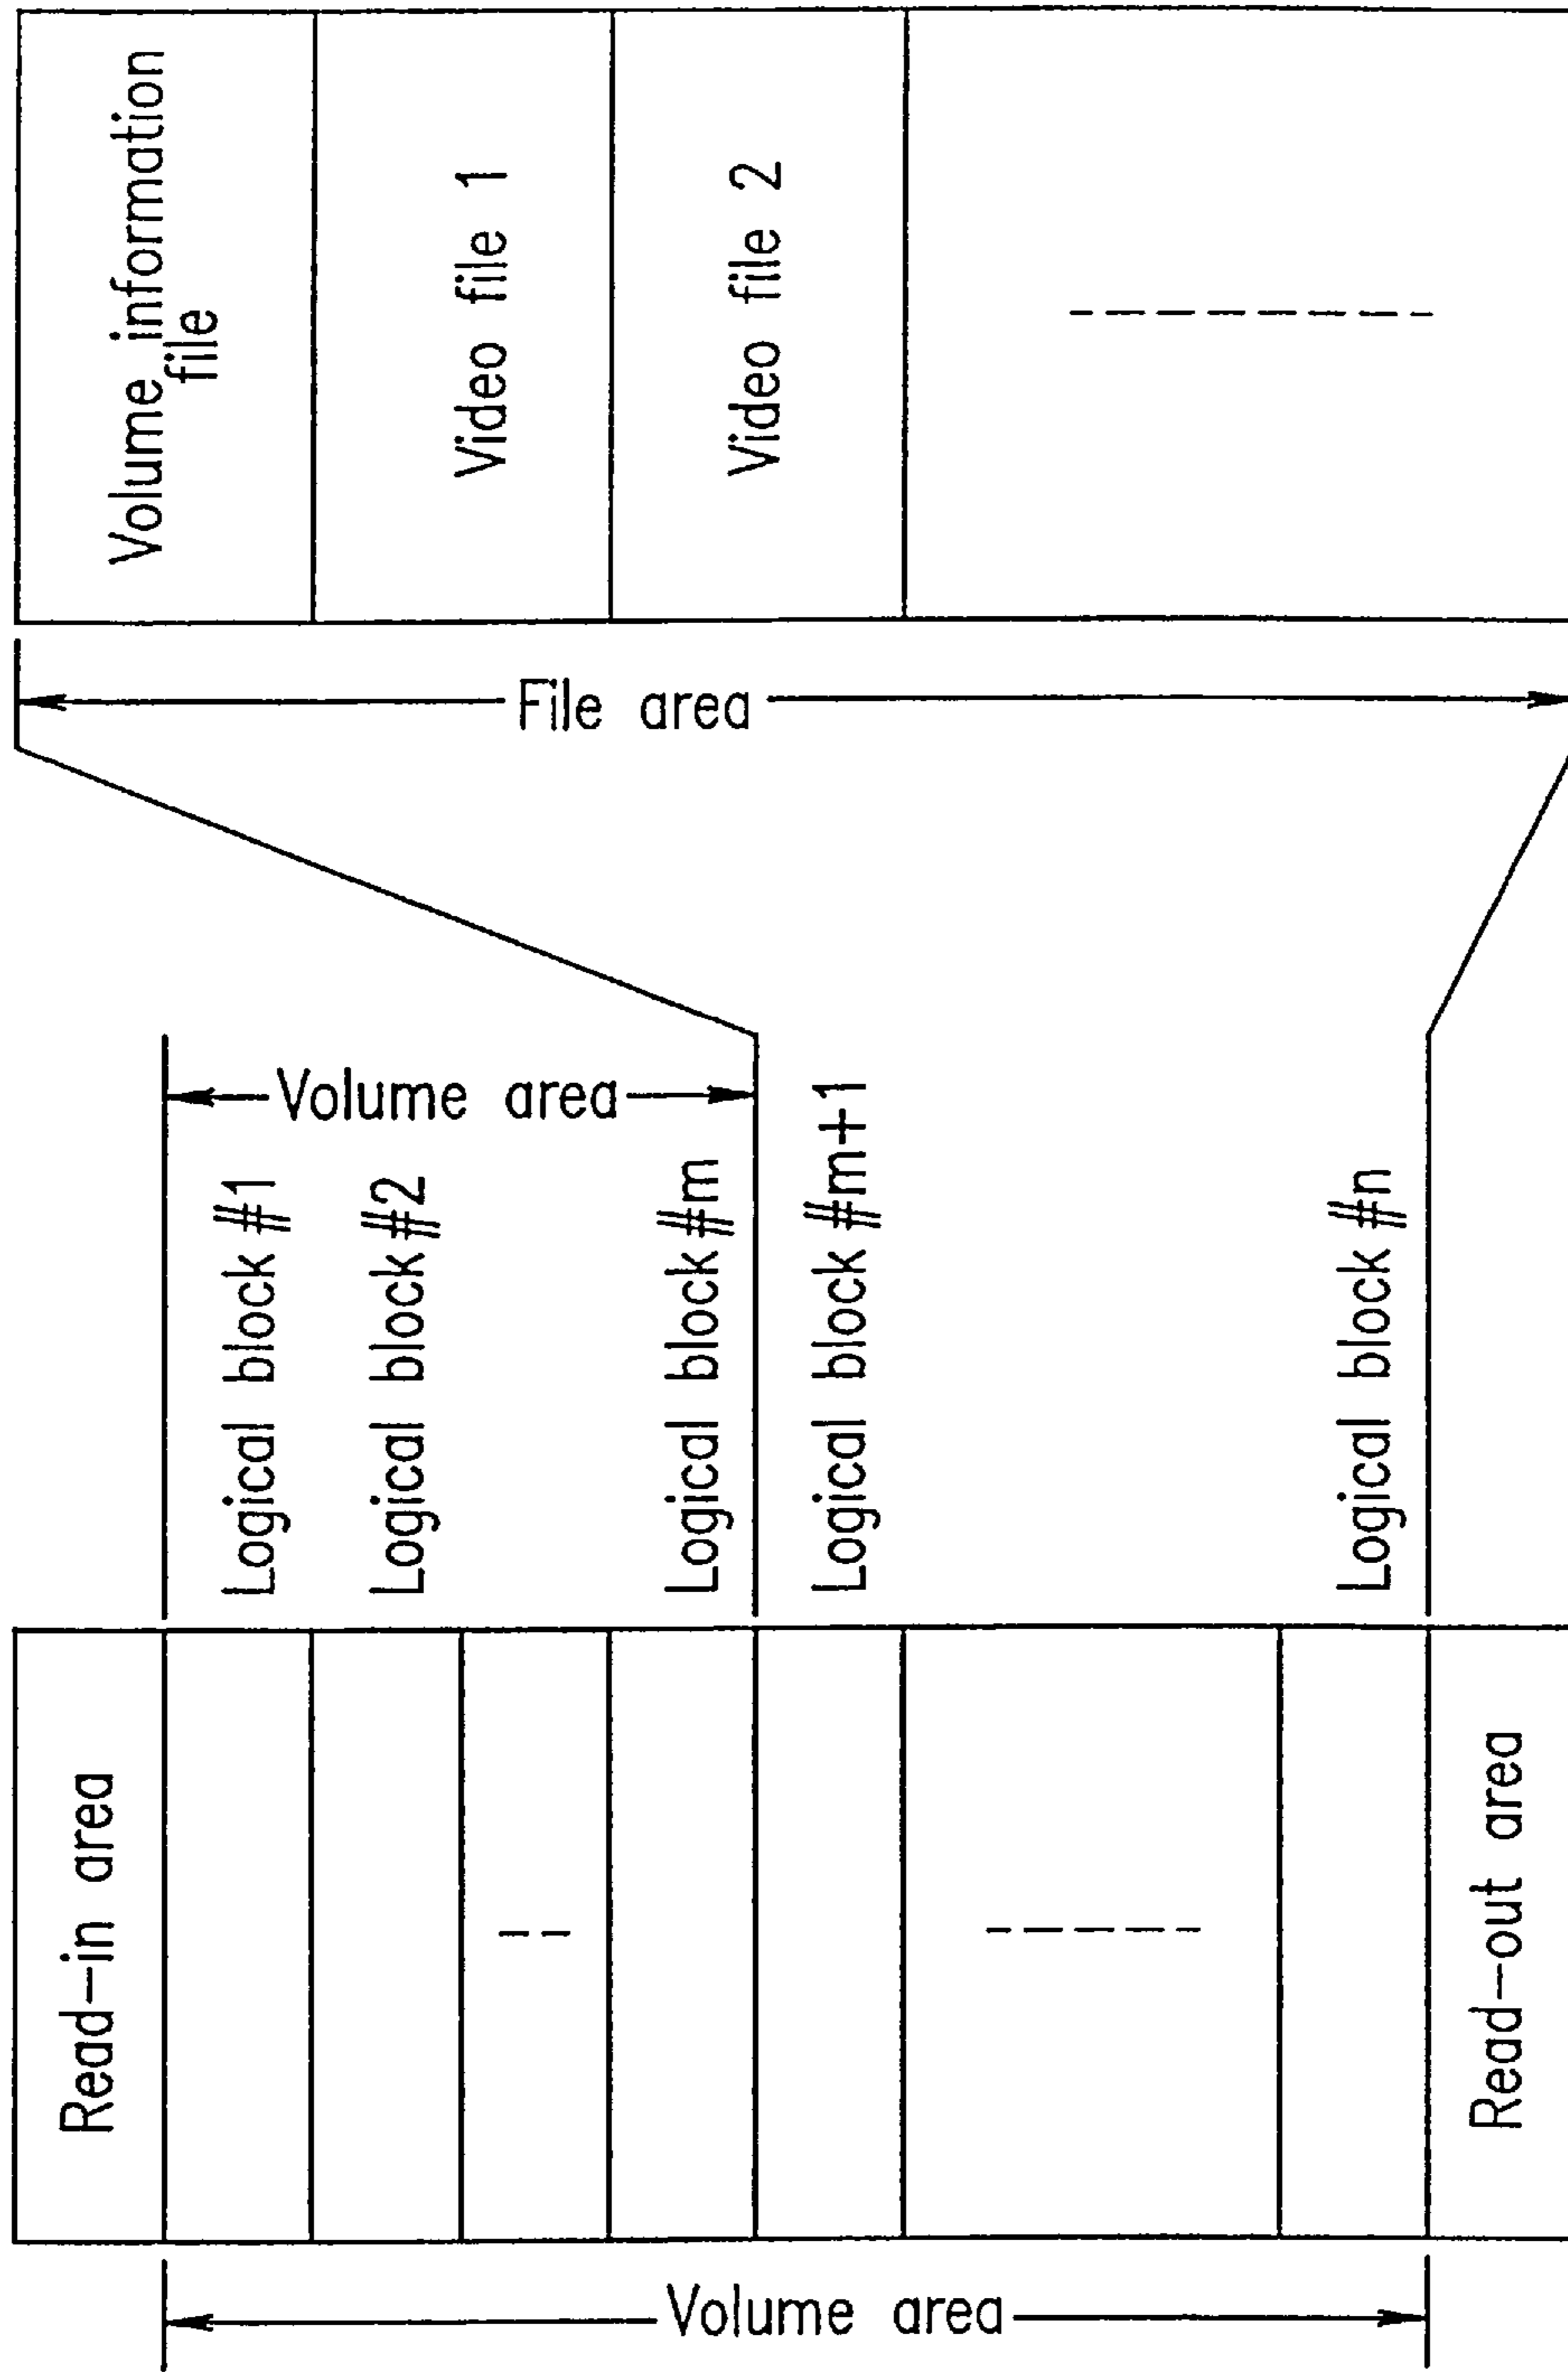 Volume area
Read-in area
Read-out area
Logical block #1
Logical block #2
Logical block #m
Logical block #m+1
Logical block #n
Volume area
File area
Volume information
file
Video file 1
Video file 2